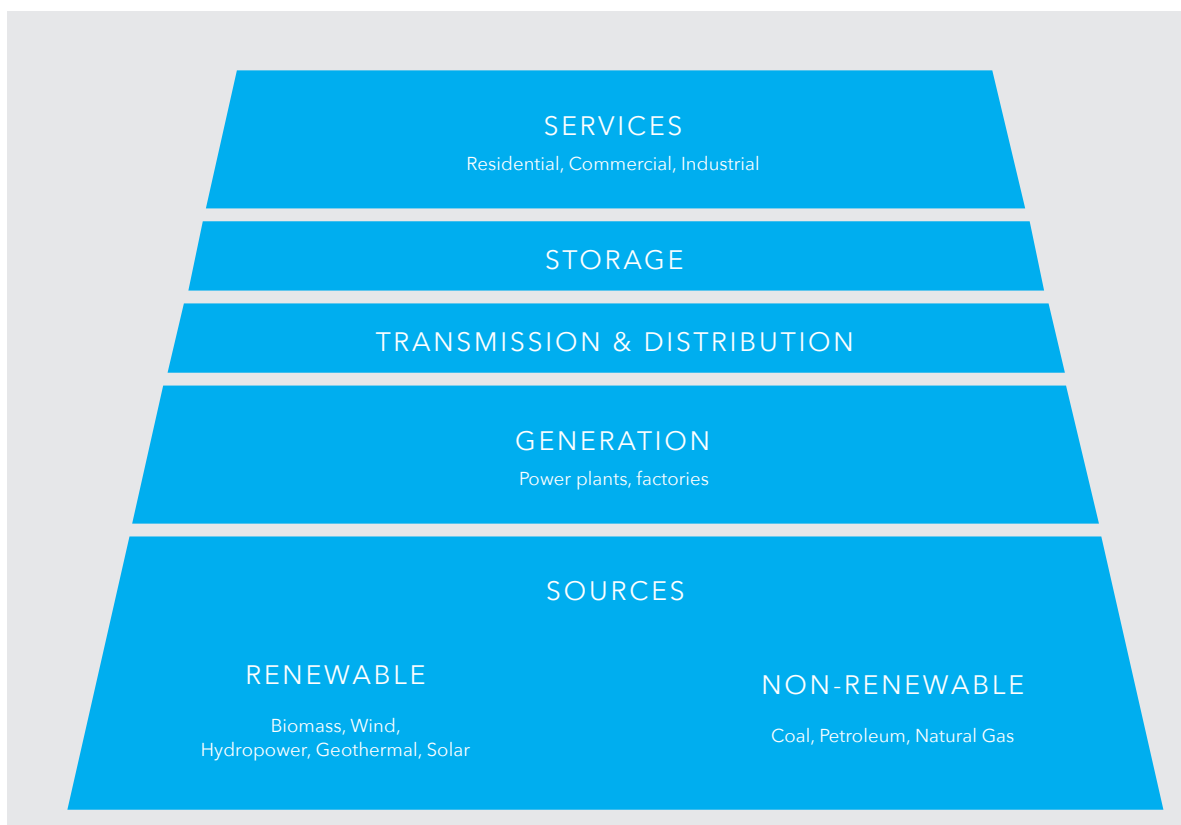 SERVICES
Residential, Commercial, Industrial
STORAGE
TRANSMISSION & DISTRIBUTION
GENERATION
Power plants, factories
SOURCES
RENEWABLE
Biomass, Wind,
Hydropower, Geothermal, Solar
NON-RENEWABLE
Coal, Petroleum, Natural Gas